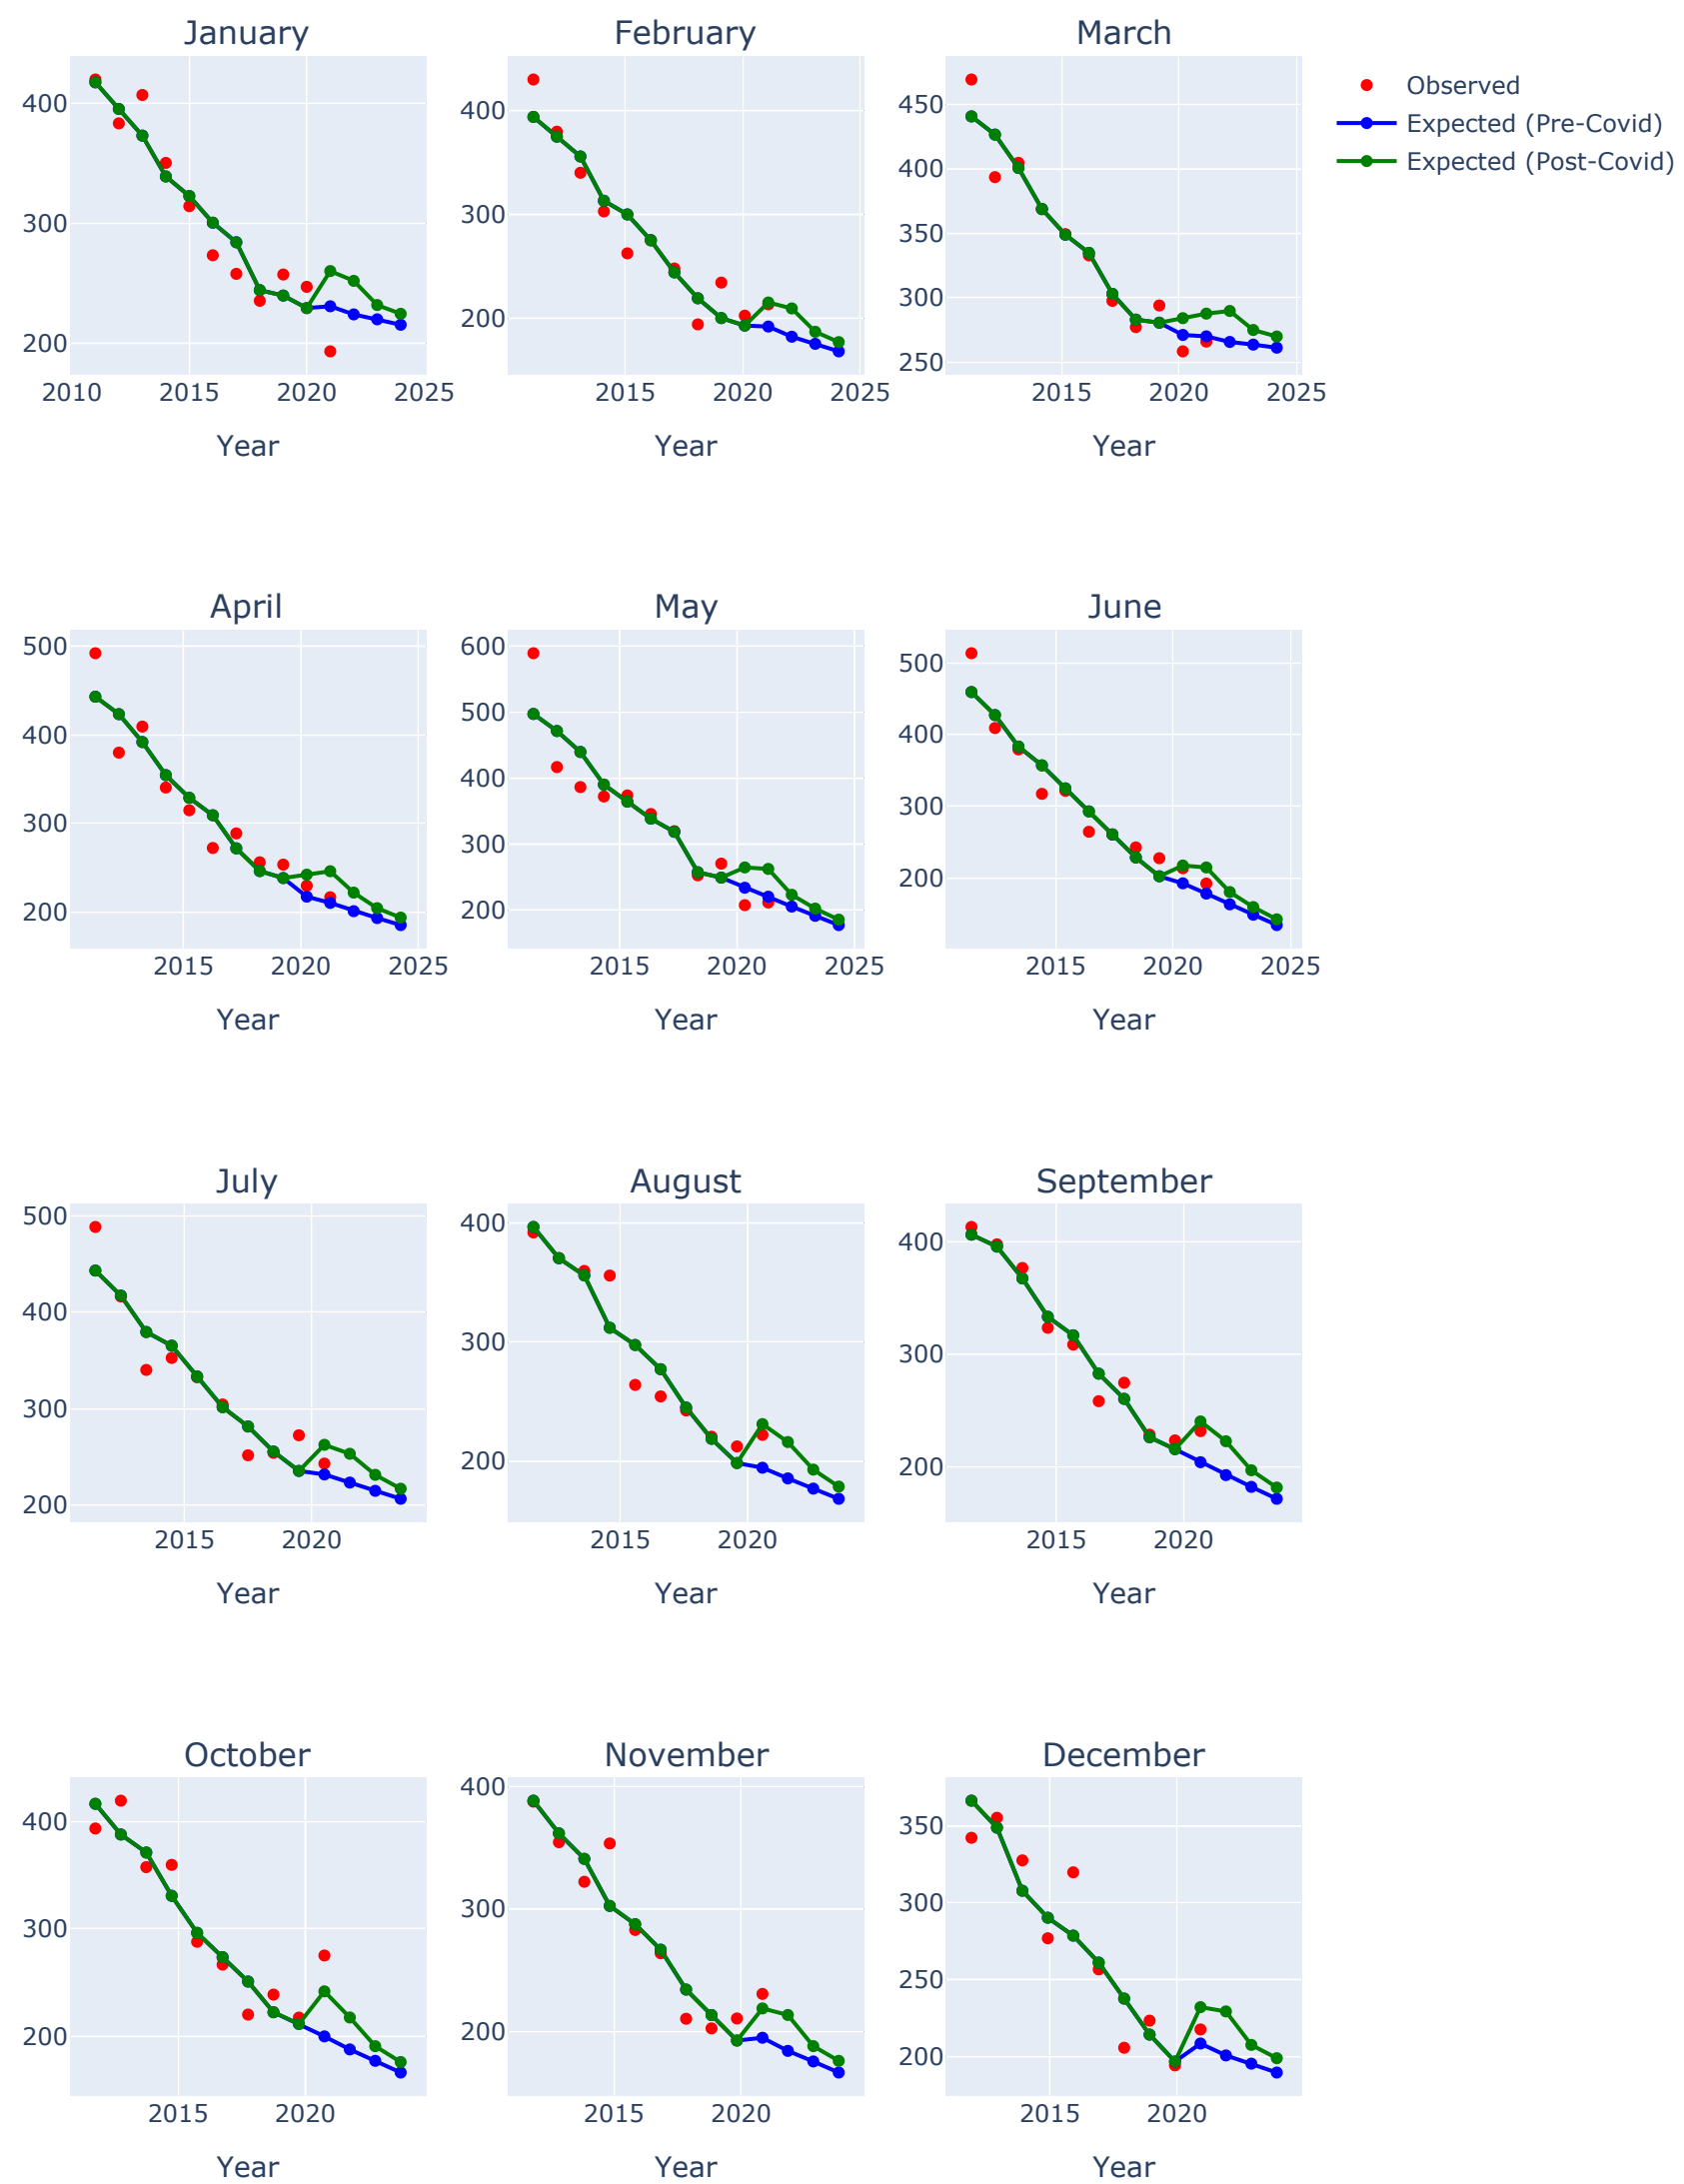 January
February
March
Observed
Expected (Pre-Covid)
Expected (Post-Covid)
400
300
200
2010 2015 2020 2025
Year
400
300
200
2015 2020 2025
Year
450
400
350
300
250
2015 2020 2025
Year
April
May
June
500
400
300
200
2015 2020 2025
Year
600
500
400
300
200
2015 2020 2025
Year
500
400
300
200
2015 2020 2025
Year
July
August
September
500
400
300
200
2015 2020
Year
400
300
200
2015 2020
Year
400
300
200
2015 2020
Year
October
November
December
400
300
200
2015 2020
Year
400
300
200
2015 2020
Year
350
300
250
200
2015 2020
Year